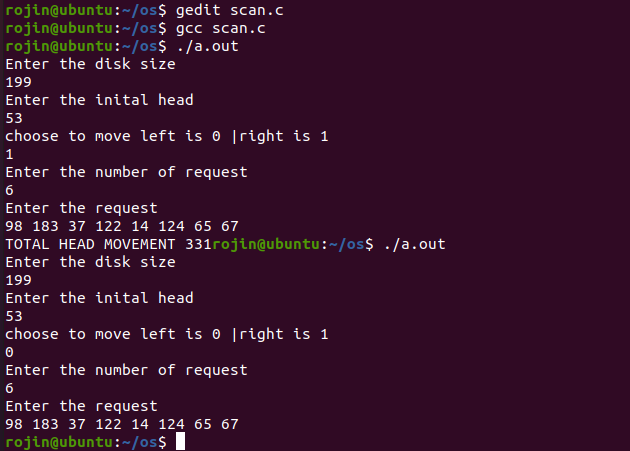 rojin@ubuntu:~/os$ gedit scan.c
rojin@ubuntu:~/os$ gcc scan.c
rojin@ubuntu:~/os$ ./a.out
Enter the disk size
199
Enter the inital head
53
choose to move left is 0 |right is 1
1
Enter the number of request
6
Enter the request
98 183 37 122 14 124 65 67
TOTAL HEAD MOVEMENT 331rojin@ubuntu:~/os$ ./a.out
Enter the disk size
199
Enter the inital head
53
choose to move left is 0 |right is 1
0
Enter the number of request
6
Enter the request
98 183 37 122 14 124 65 67
rojin@ubuntu:~/os$